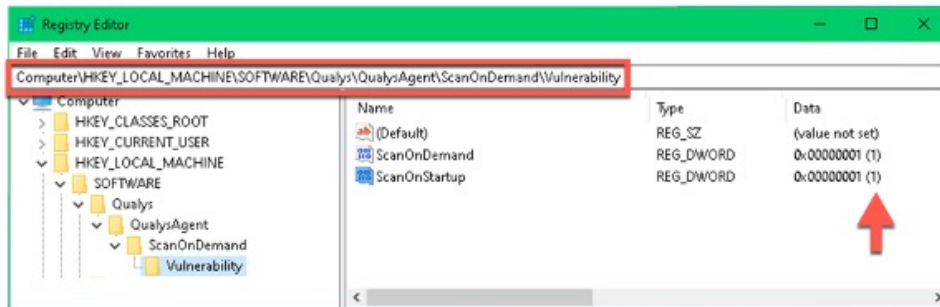 Registry Editor
File Edit View Favorites Help
Computer\HKEY_LOCAL_MACHINE\SOFTWARE\Qualys\QualysAgent\ScanOnDemand\Vulnerability
Computer
HKEY_CLASSES_ROOT
HKEY_CURRENT_USER
HKEY_LOCAL_MACHINE
SOFTWARE
Qualys
QualysAgent
ScanOnDemand
Vulnerability
Name Type Data
ab (Default) REG_SZ (value not set)
ScanOnDemand REG_DWORD 0x00000001 (1)
ScanOnStartup REG_DWORD 0x00000001 (1)